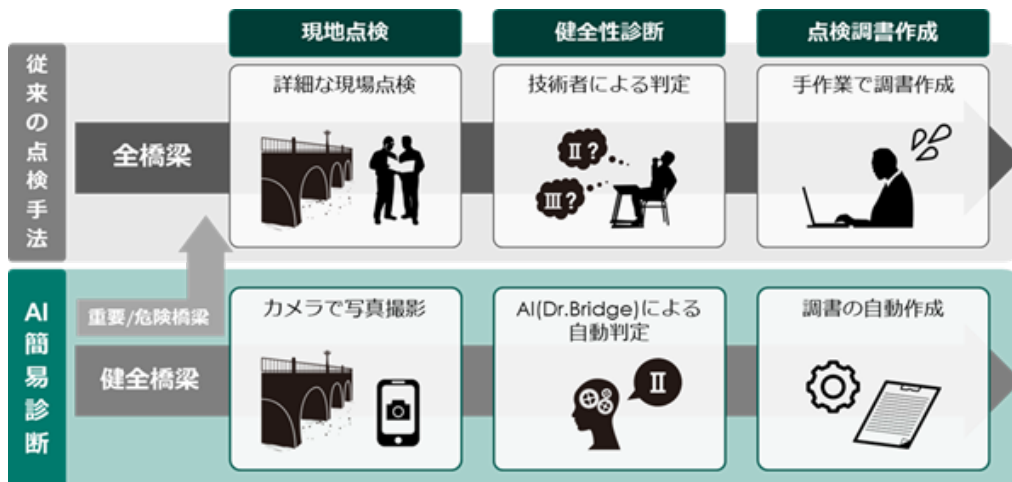 現地点検
健全性診断
点検調書作成
従来の点検手法
全橋梁
詳細な現場点検
技術者による判定
Ⅱ?
Ⅲ?
手作業で調書作成
AI簡易診断
重要/危険橋梁
健全橋梁
カメラで写真撮影
AI(Dr.Bridge)による
自動判定
Ⅱ
調書の自動作成